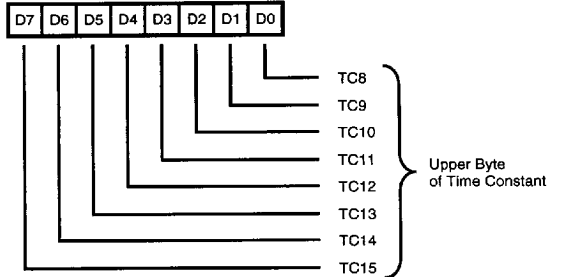 D7 D6 D5 D4 D3 D2 D1 D0
TC8
TC9
TC10
TC11
TC12
TC13
TC14
TC15
Upper Byte
of Time Constant